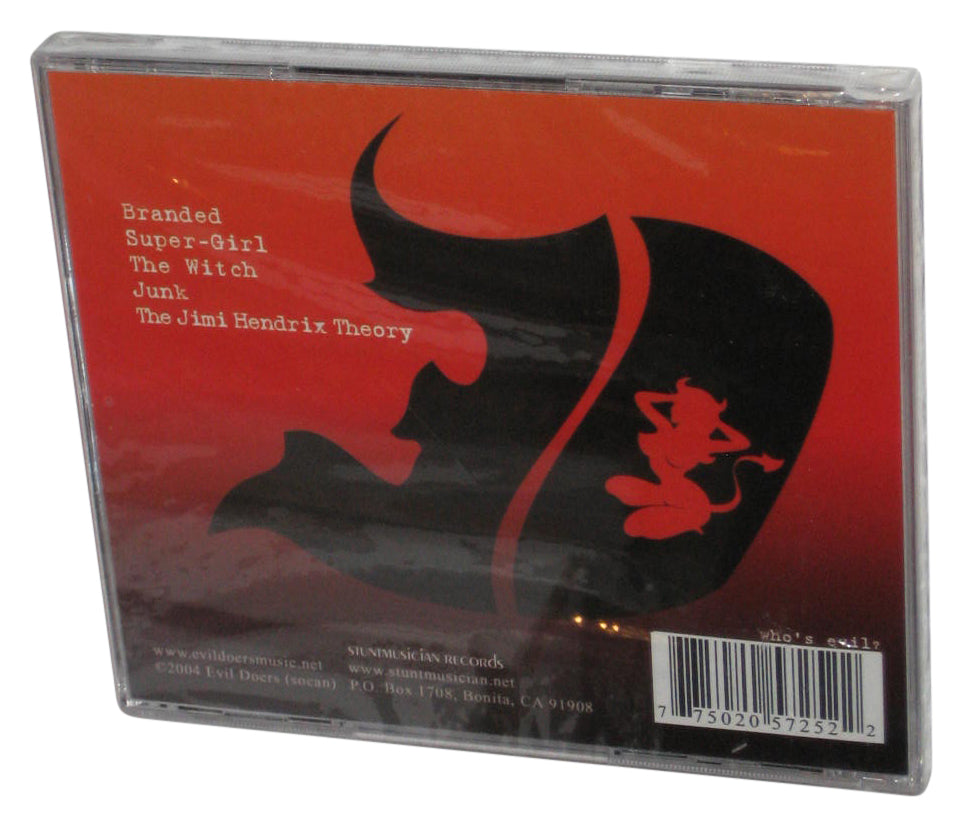 Branded
Super-Girl
The Witch
Junk
The Jimi Hendrix Theory
who's evil?
www.evildoersmusic.net
©2004 Evil Doers (socan)
STUNTMUSICIAN RECORDS
www.stuntmusician.net
P.O. Box 1708, Bonita, CA 91908
7 75020 57252 2